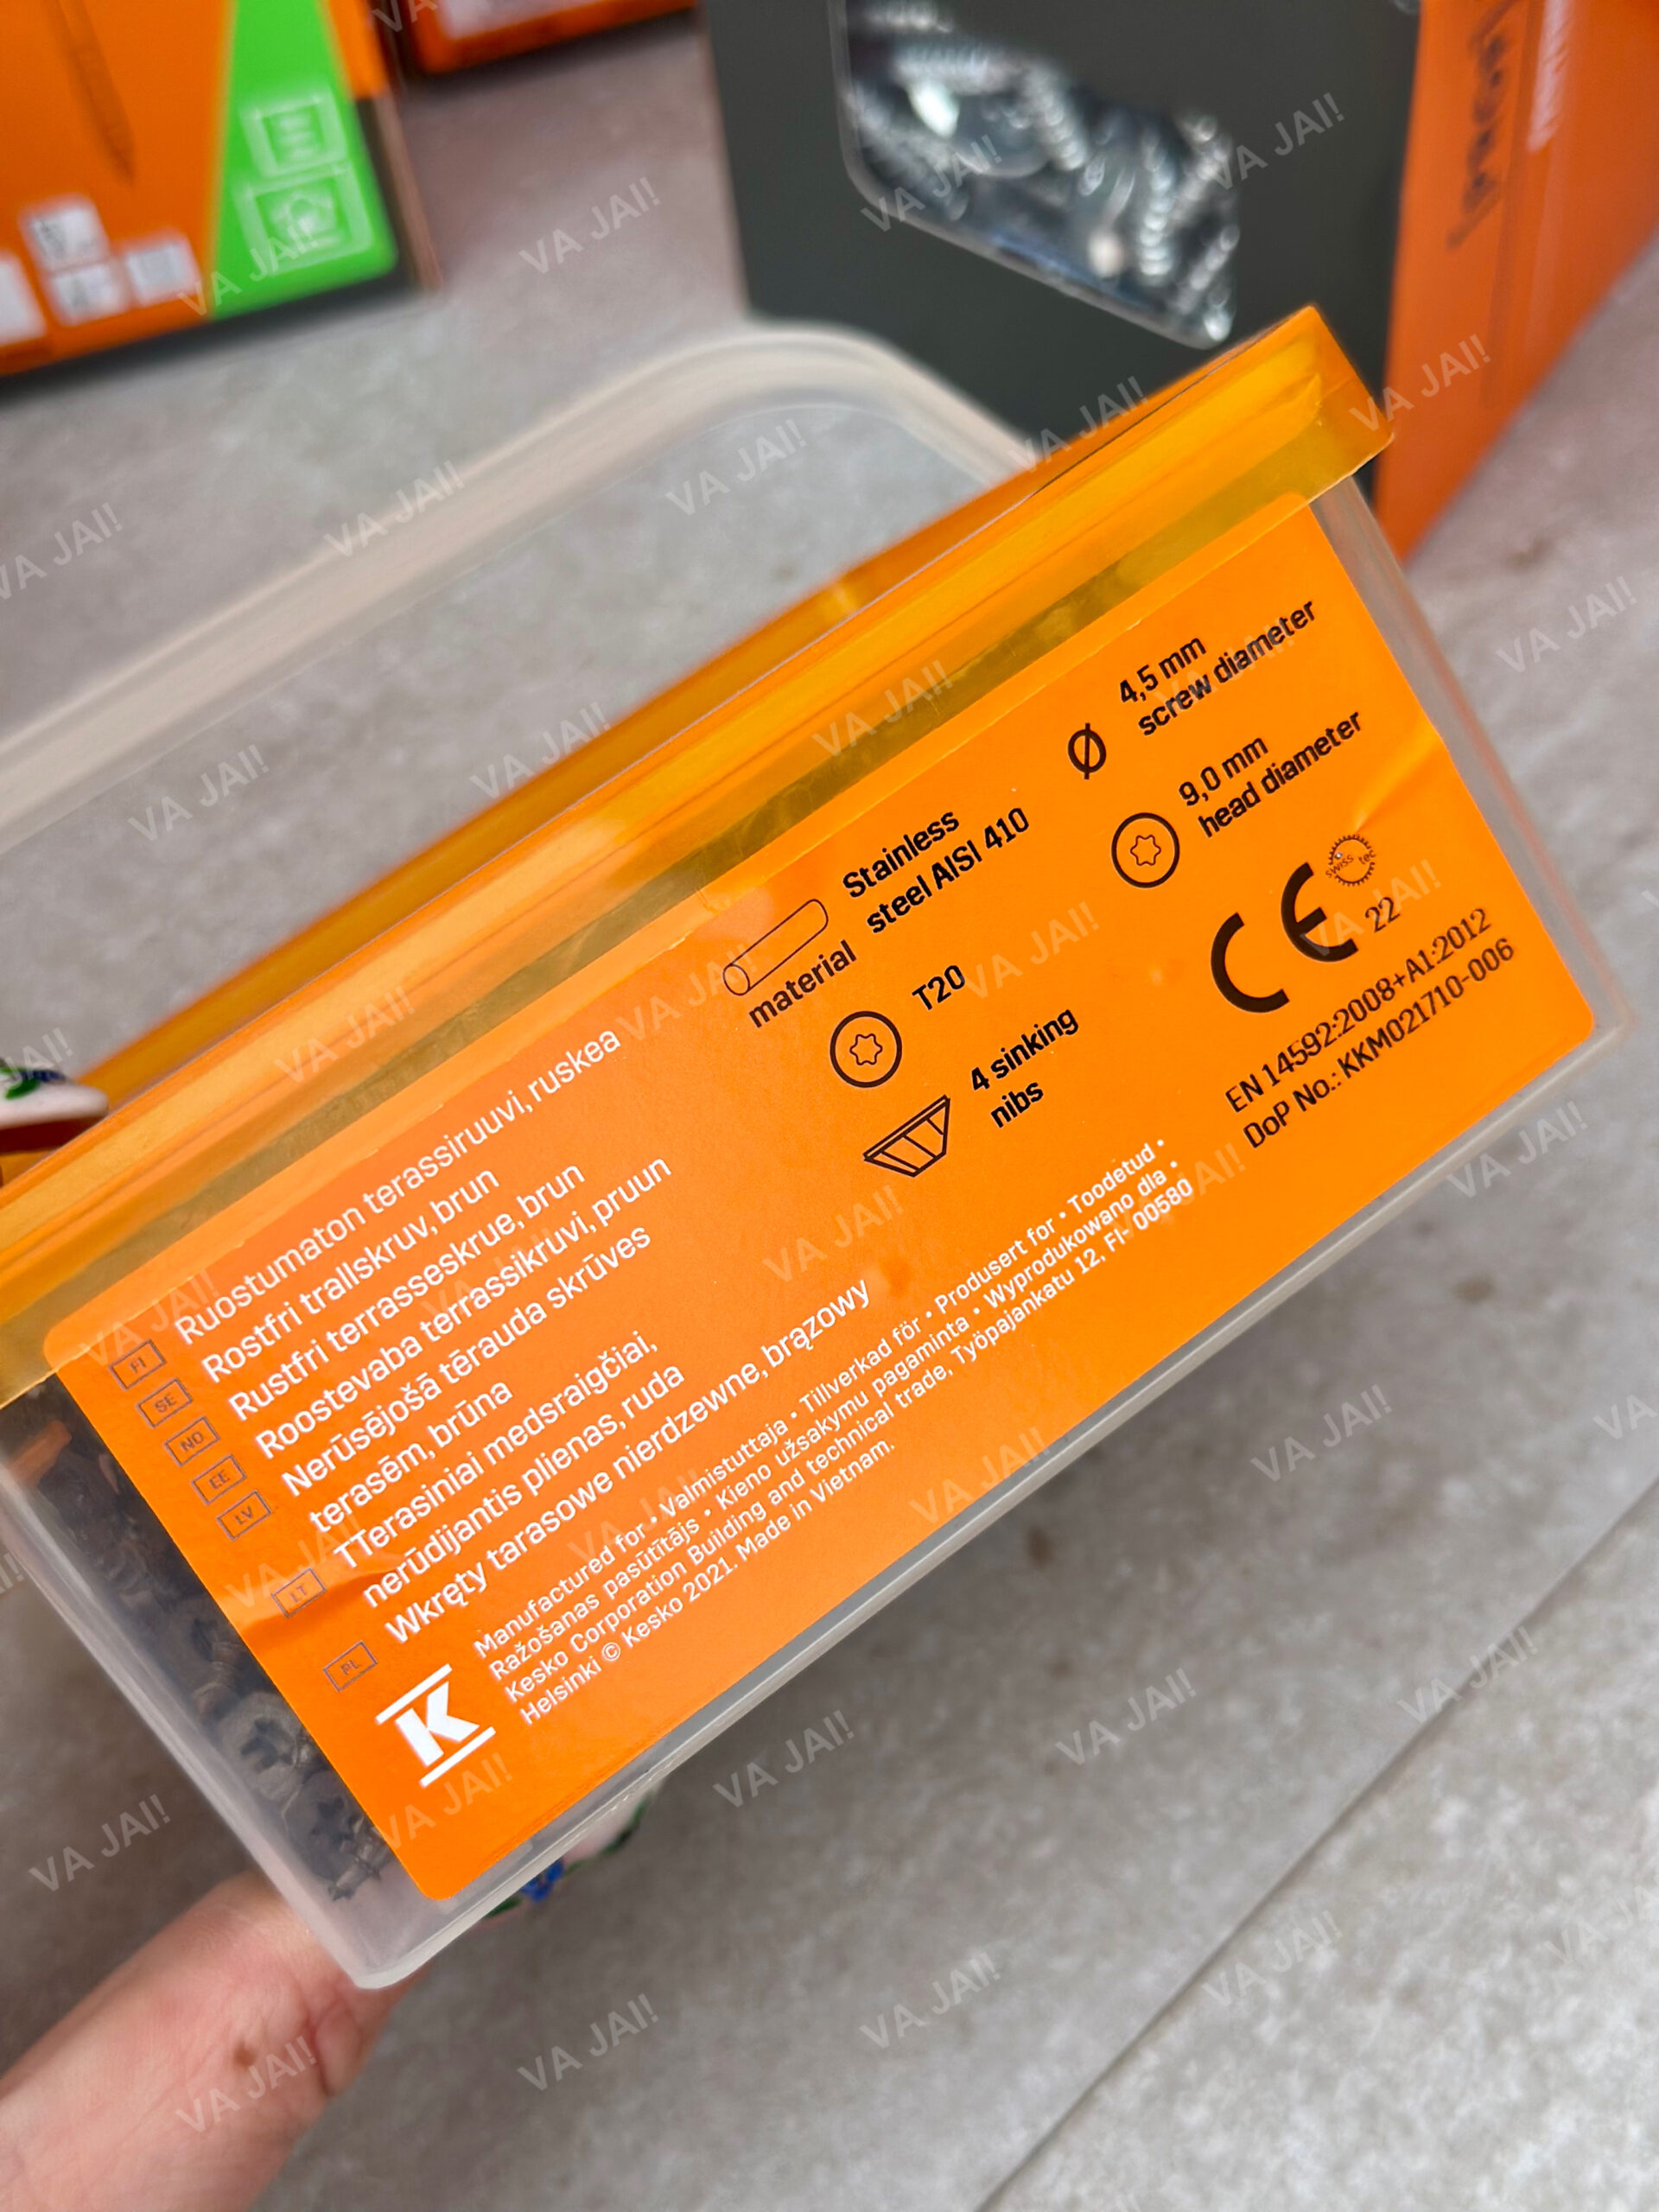 FI Ruostumaton terassiruuvi, ruskea
SE Rostfri trallskruv, brun
NO Rustfri terrasseskrue, brun
EE Roostevaba terrassikruvi, pruun
LV Nerūsējošā tērauda skrūves
terasēm, brūna
LT TTerasiniai medsraigčiai,
nerūdijantis plienas, ruda
PL Wkręty tarasowe nierdzewne, brązowy
K
Manufactured for • Valmistuttaja • Tillverkad för • Produsert for • Toodetud •
Ražošanas pasūtītājs • Kieno užsakymu pagaminta • Wyprodukowano dla •
Kesko Corporation Building and technical trade, Työpajankatu 12, FI-00580
Helsinki © Kesko 2021. Made in Vietnam.
material
Stainless
steel AISI 410
T20
4 sinking
nibs
4,5 mm
screw diameter
9,0 mm
head diameter
swiss tec
CE 22
EN 14592:2008+A1:2012
DoP No.: KKM021710-006
VA JAI!